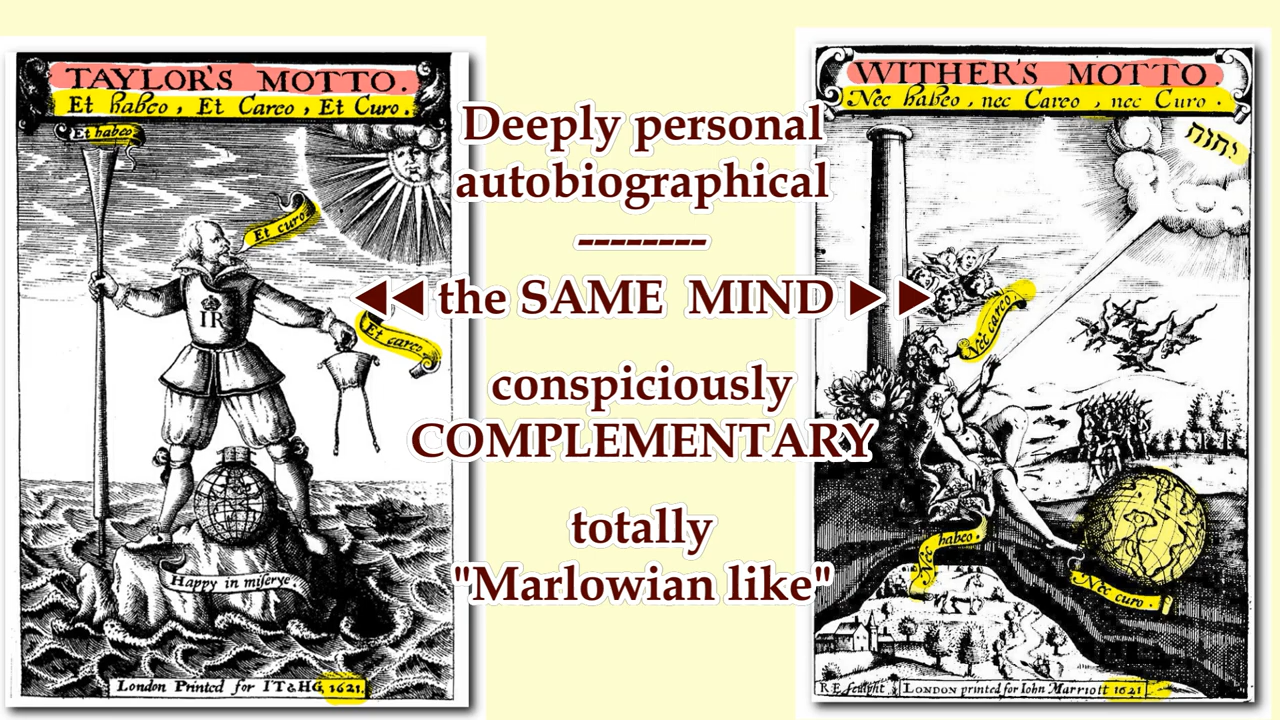 TAYLOR'S MOTTO.
Et habeo, Et Careo, Et Curo.
Et habeo
Et curo
IR
Et careo
Happy in miserye
London Printed for IT & HG, 1621.
Deeply personal
autobiographical
--------
◀◀ the SAME MIND ▶▶
conspiciously
COMPLEMENTARY
totally
"Marlowian like"
WITHER'S MOTTO.
Nec habeo, nec Careo, nec Curo.
יהוה
Nec careo
Nec habeo.
Nec curo.
R E sculpsit
LONDON printed for Iohn Marriott 1621